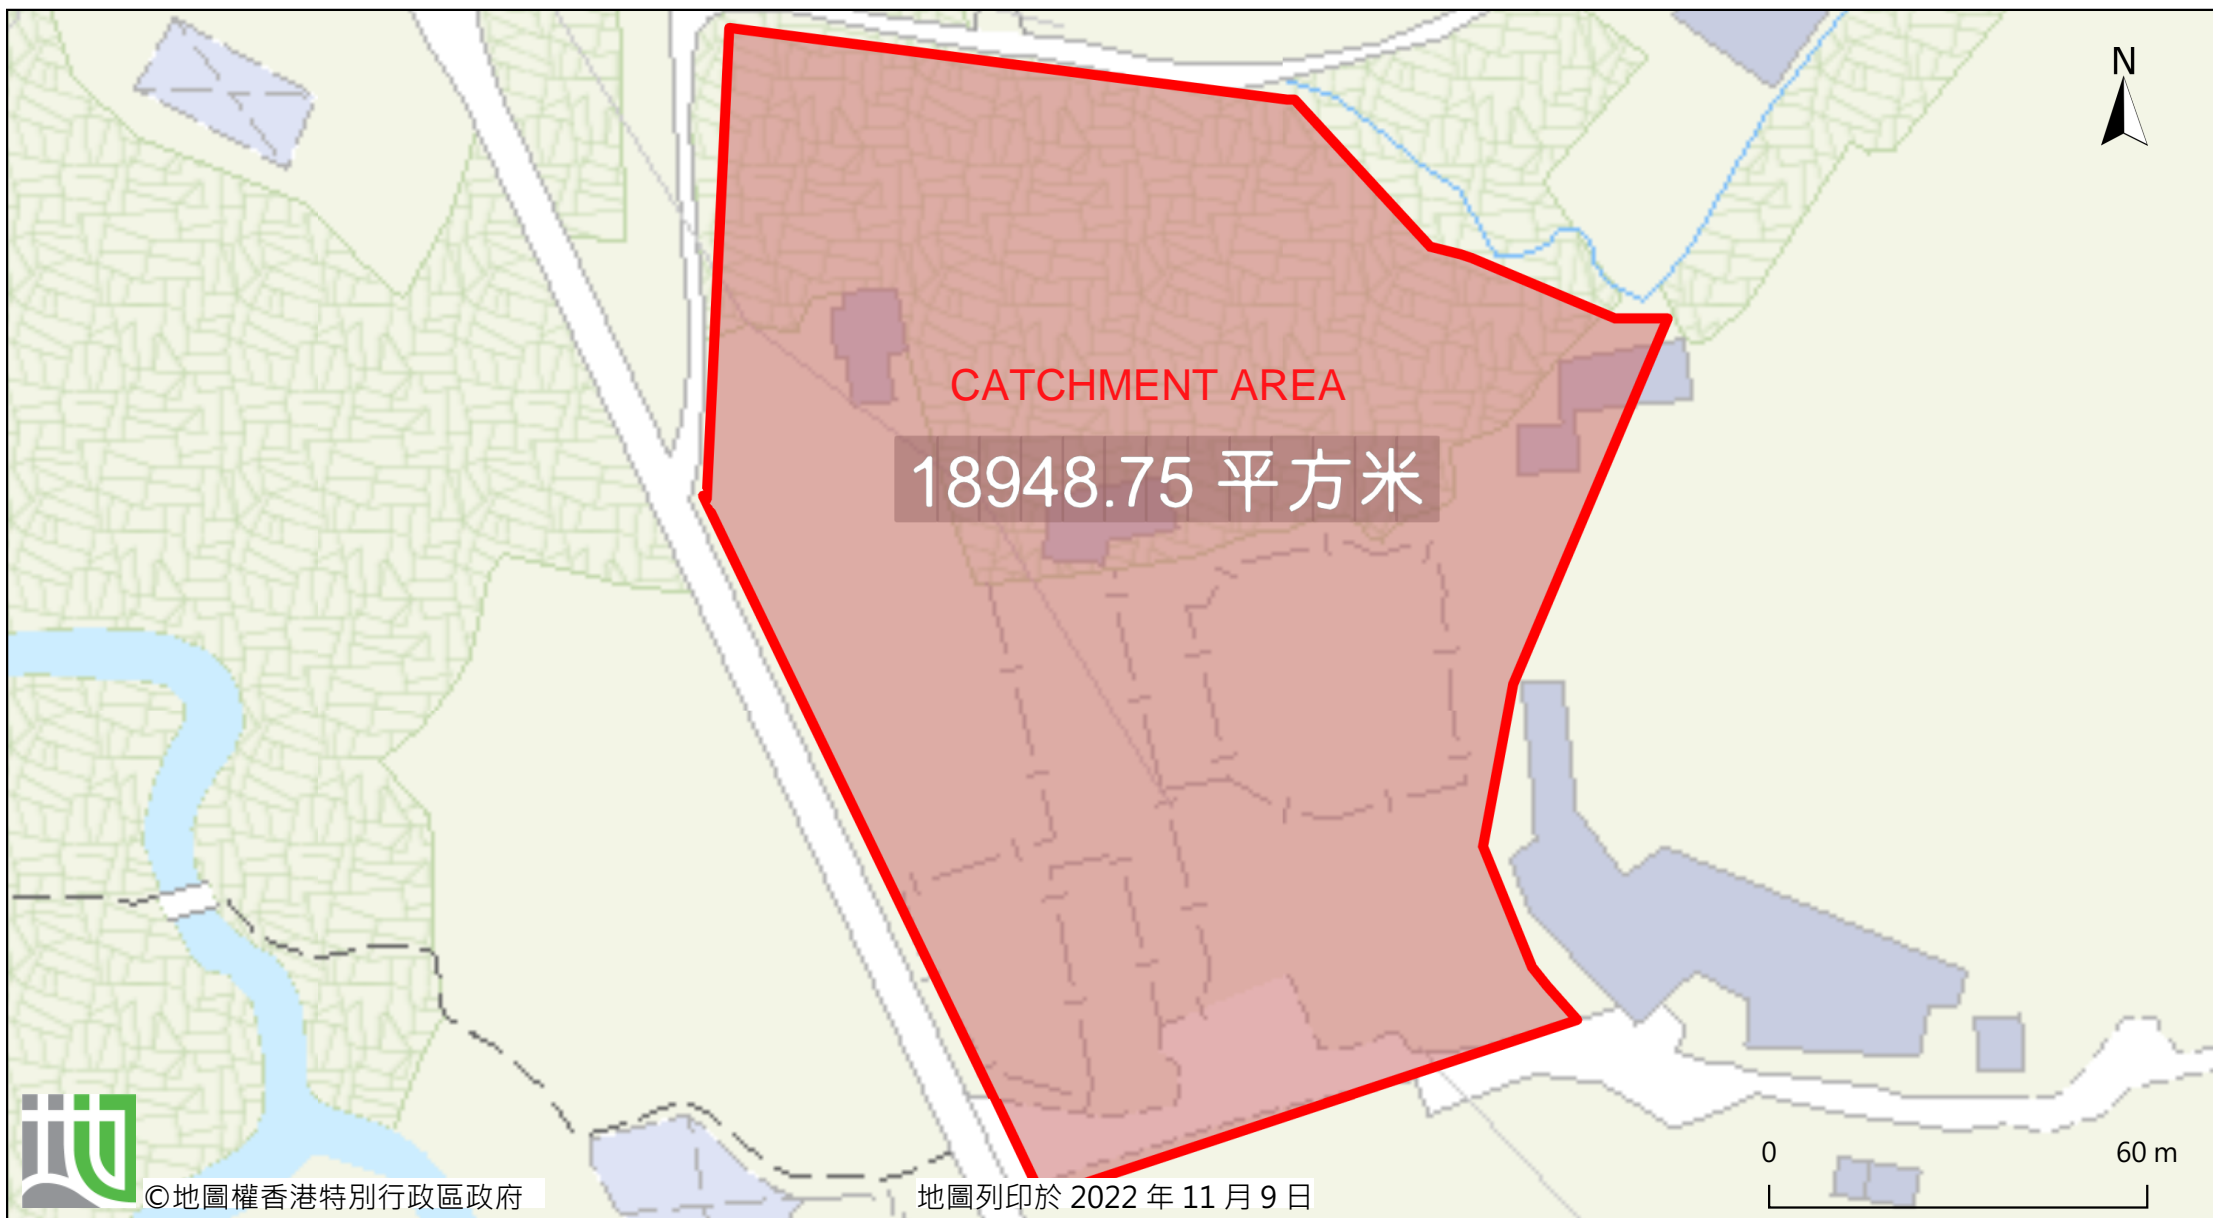 N
CATCHMENT AREA
18948.75 平方米
0 60 m
©地圖權香港特別行政區政府
地圖列印於 2022 年 11 月 9 日